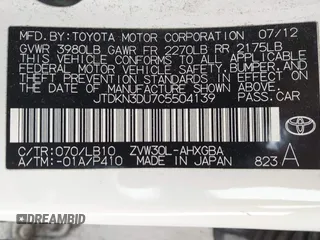 MFD. BY: TOYOTA MOTOR CORPORATION 07/12
GVWR 3980LB GAWR FR 2270LB RR 2175LB
THIS VEHICLE CONFORMS TO ALL APPLICABLE
FEDERAL MOTOR VEHICLE SAFETY, BUMPER, AND
THEFT PREVENTION STANDARDS IN EFFECT ON
THE DATE OF MANUFACTURE SHOWN ABOVE.
JTDKN3DU7C5504139 PASS.CAR
C/TR:070/LB10 ZVW30L-AHXGBA
A/TM:-01A/P410 MADE IN JAPAN 823 A
TOYOTA
DREAMBID